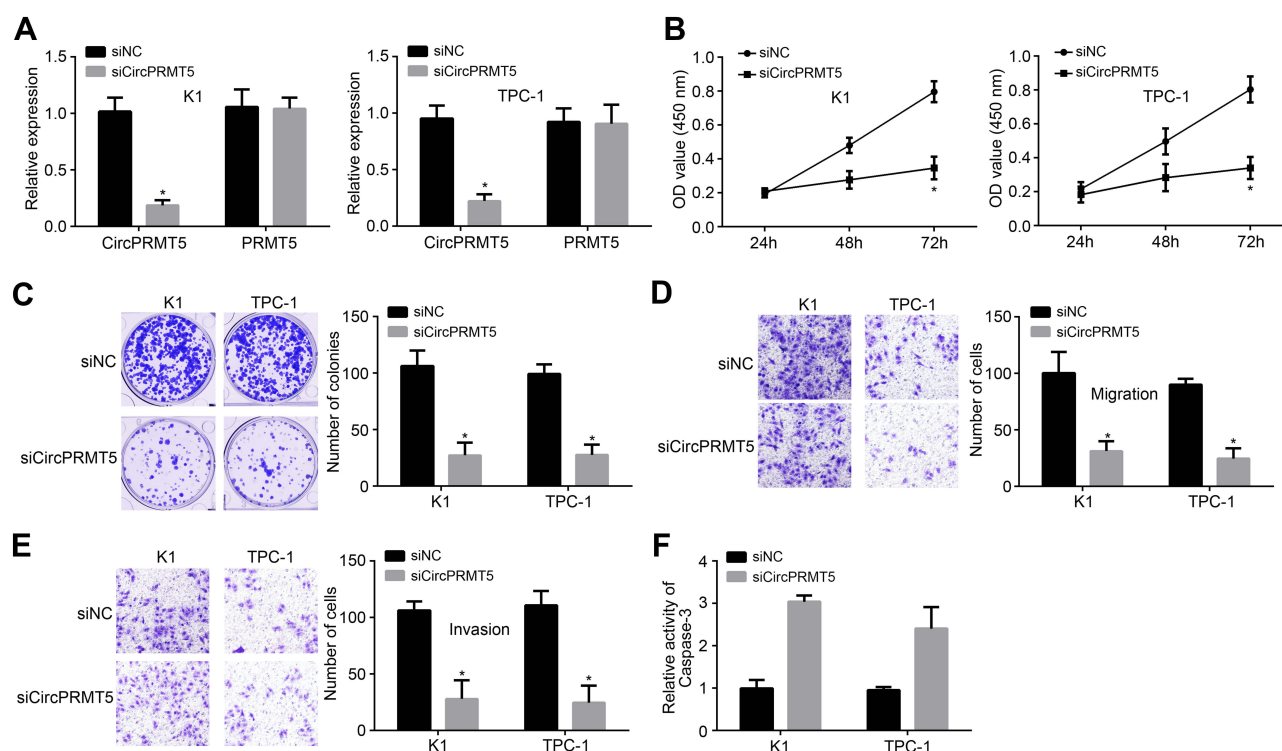 A
siNC
siCircPRMT5
K1
Relative expression
1.5
1.0
0.5
0.0
*
CircPRMT5
PRMT5
siNC
siCircPRMT5
TPC-1
Relative expression
1.5
1.0
0.5
0.0
*
CircPRMT5
PRMT5
B
siNC
siCircPRMT5
K1
OD value (450 nm)
1.0
0.8
0.6
0.4
0.2
0.0
*
24h
48h
72h
siNC
siCircPRMT5
TPC-1
OD value (450 nm)
1.0
0.8
0.6
0.4
0.2
0.0
*
24h
48h
72h
C
K1
TPC-1
siNC
siCircPRMT5
siNC
siCircPRMT5
Number of colonies
150
100
50
0
*
*
K1
TPC-1
D
K1
TPC-1
siNC
siCircPRMT5
siNC
siCircPRMT5
Number of cells
150
100
50
0
Migration
*
*
K1
TPC-1
E
K1
TPC-1
siNC
siCircPRMT5
siNC
siCircPRMT5
Number of cells
150
100
50
0
Invasion
*
*
K1
TPC-1
F
siNC
siCircPRMT5
Relative activity of
Caspase-3
4
3
2
1
0
K1
TPC-1